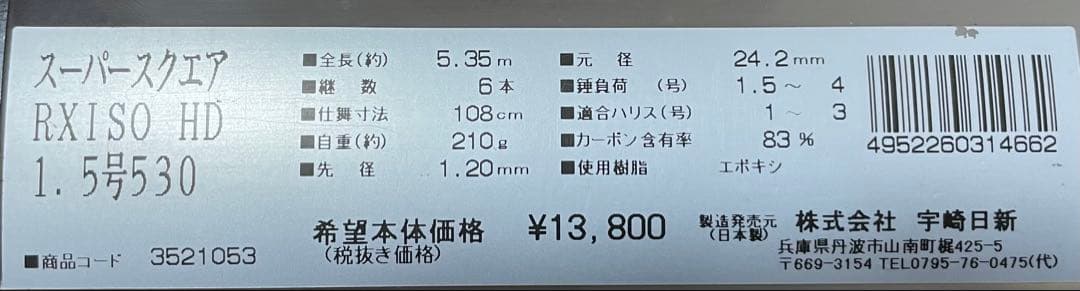 スーパースクエア
RXISO HD
1.5号530
■全長(約) 5.35m
■継数 6本
■仕舞寸法 108cm
■自重(約) 210g
■先径 1.20mm
■元径 24.2mm
■錘負荷(号) 1.5～4
■適合ハリス(号) 1～3
■カーボン含有率 83%
■使用樹脂 エポキシ
4952260314662
希望本体価格 ¥13,800
(税抜き価格)
■商品コード 3521053
製造発売元 株式会社 宇崎日新
(日本製)
兵庫県丹波市山南町梶425-5
〒669-3154 TEL0795-76-0475(代)